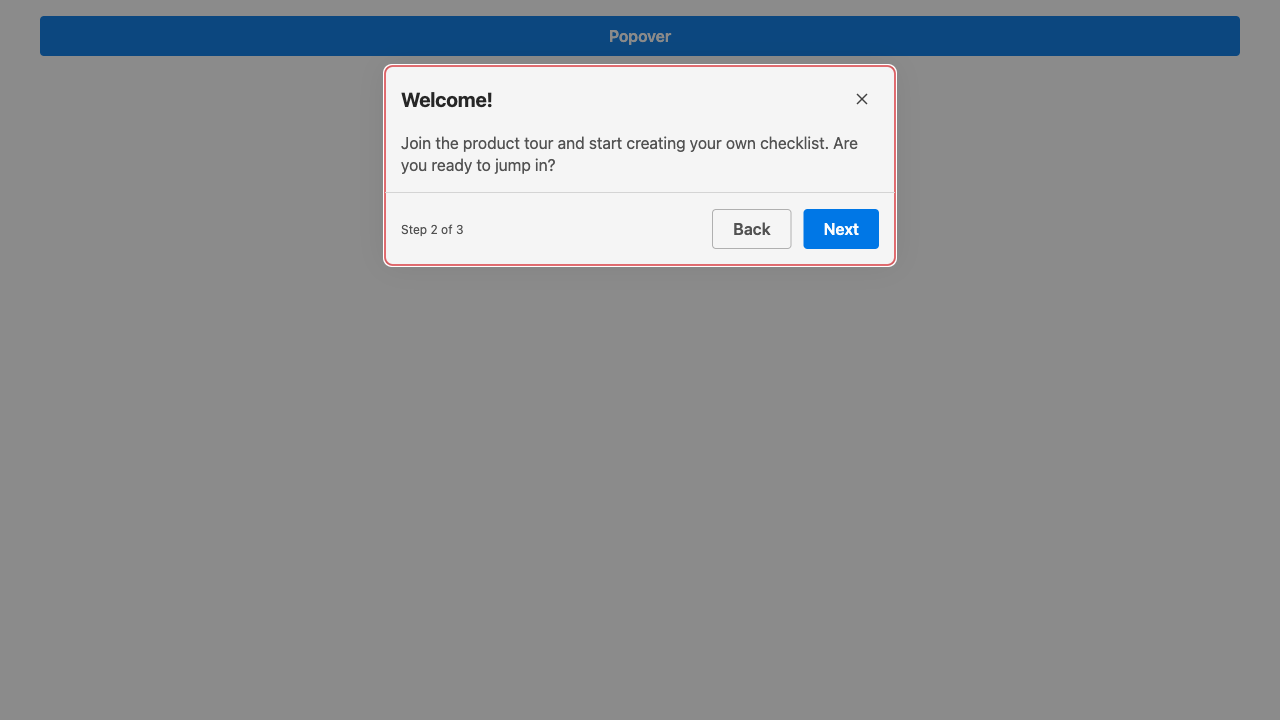 Popover
Welcome!
Join the product tour and start creating your own checklist. Are
you ready to jump in?
Step 2 of 3
Back
Next